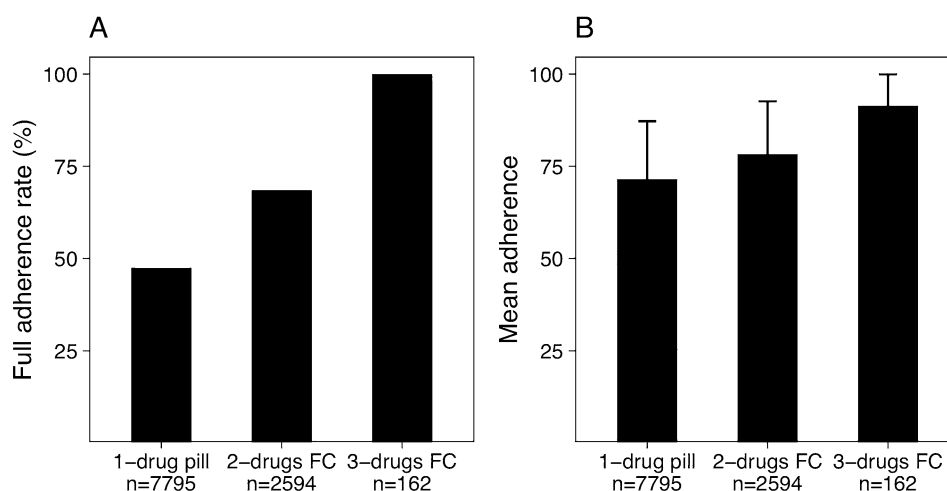 A
Full adherence rate (%)
100
75
50
25
1-drug pill
n=7795
2-drugs FC
n=2594
3-drugs FC
n=162
B
Mean adherence
100
75
50
25
1-drug pill
n=7795
2-drugs FC
n=2594
3-drugs FC
n=162